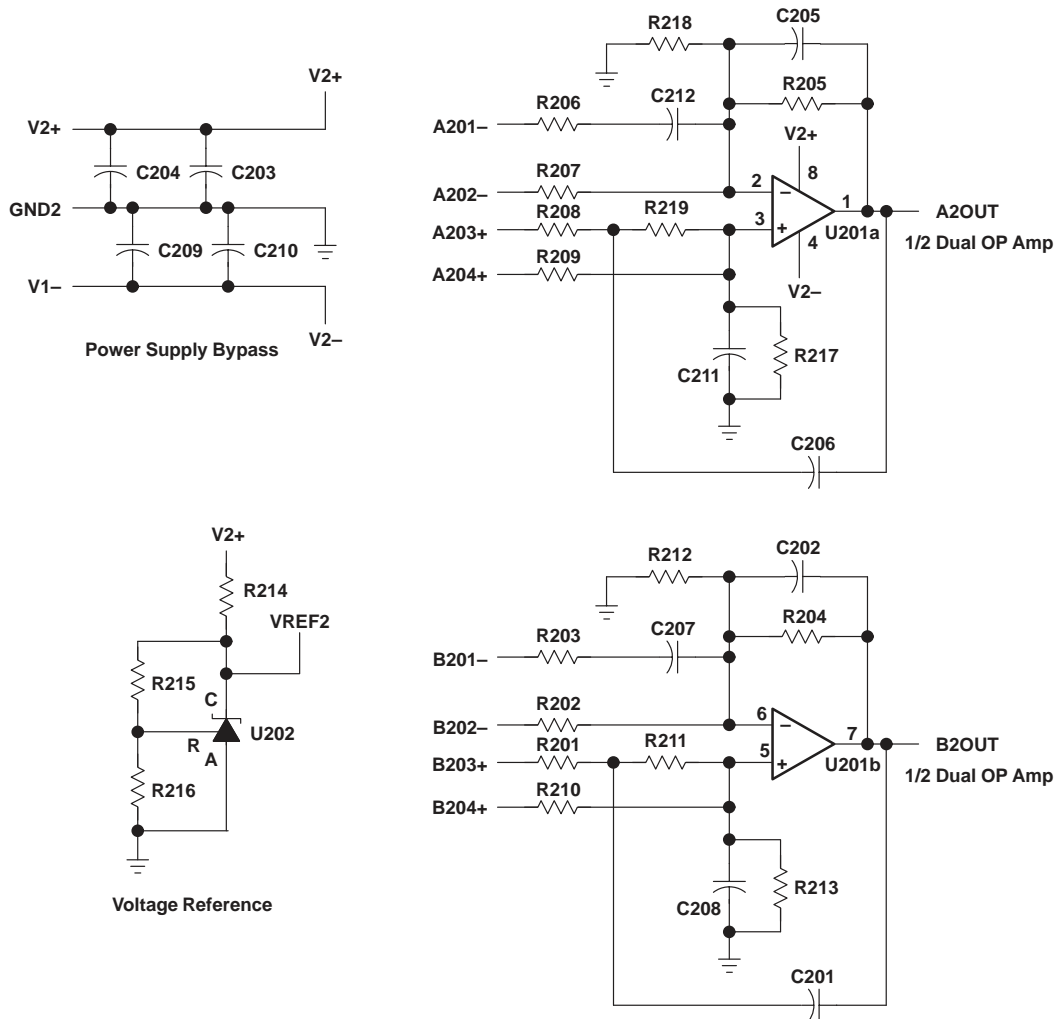 V2+
V2+
C204
C203
GND2
C209
C210
V1–
V2–
Power Supply Bypass
R218
C205
R205
R206
C212
A201–
V2+
R207
A202–
2
–
8
1
R208
R219
A203+
3
+
4
U201a
A2OUT
1/2 Dual OP Amp
R209
A204+
V2–
C211
R217
C206
V2+
R214
VREF2
R215
C
R
A
U202
R216
Voltage Reference
R212
C202
R204
R203
C207
B201–
R202
B202–
6
–
7
R201
R211
B203+
5
+
U201b
B2OUT
1/2 Dual OP Amp
R210
B204+
C208
R213
C201